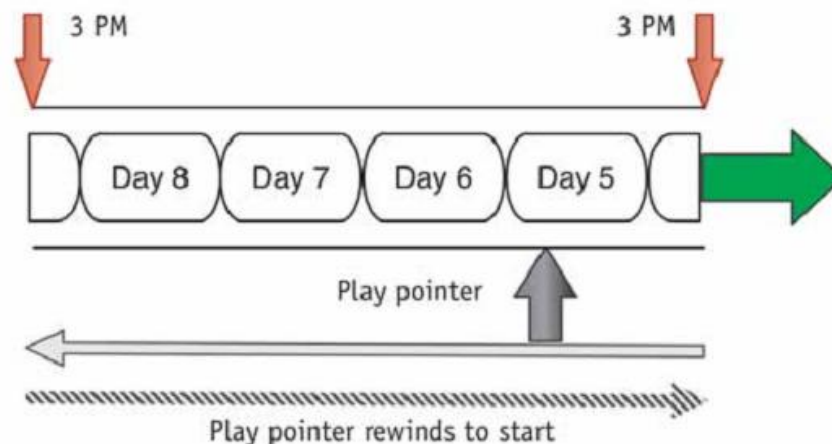 3 PM 3 PM
Day 8 Day 7 Day 6 Day 5
Play pointer
Play pointer rewinds to start